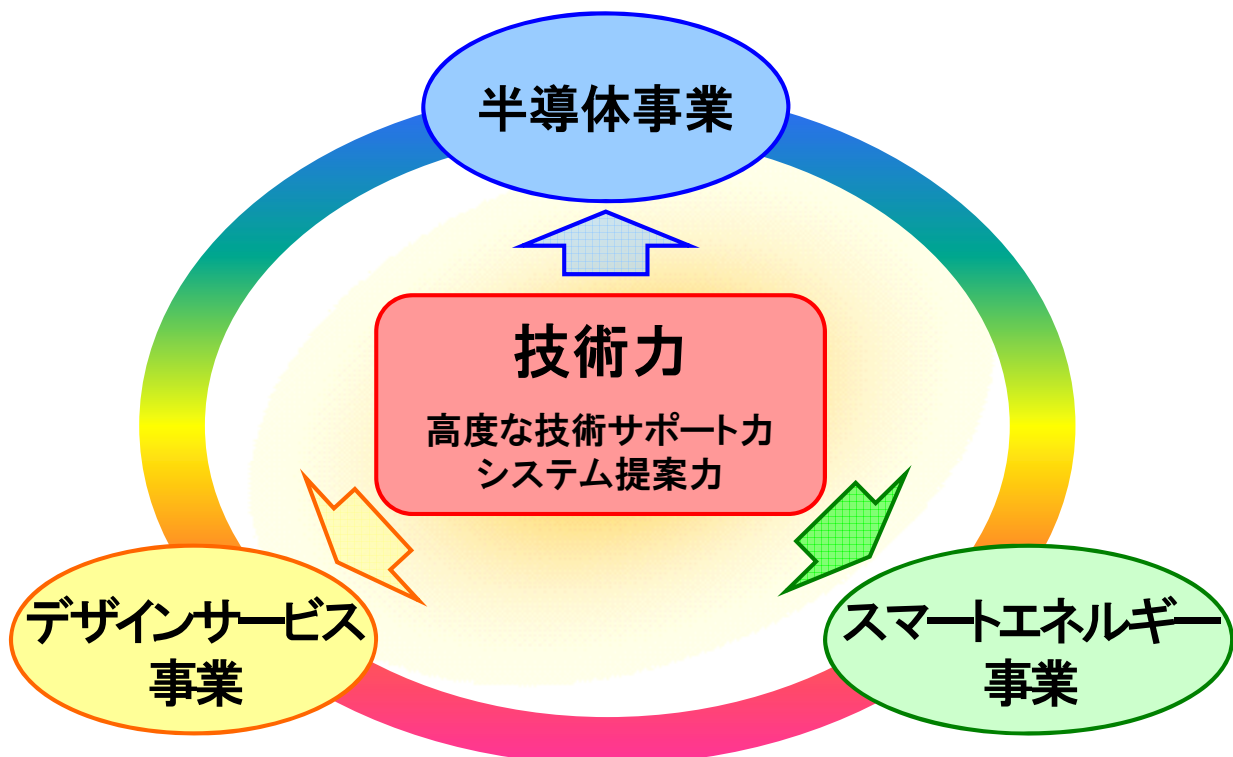 半導体事業
技術力
高度な技術サポート力
システム提案力
デザインサービス
事業
スマートエネルギー
事業